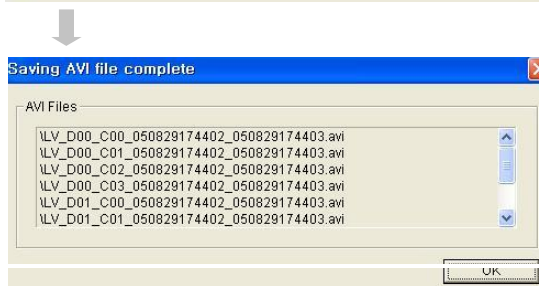 Saving AVI file complete
AVI Files
\LV_D00_C00_050829174402_050829174403.avi
\LV_D00_C01_050829174402_050829174403.avi
\LV_D00_C02_050829174402_050829174403.avi
\LV_D00_C03_050829174402_050829174403.avi
\LV_D01_C00_050829174402_050829174403.avi
\LV_D01_C01_050829174402_050829174403.avi
OK